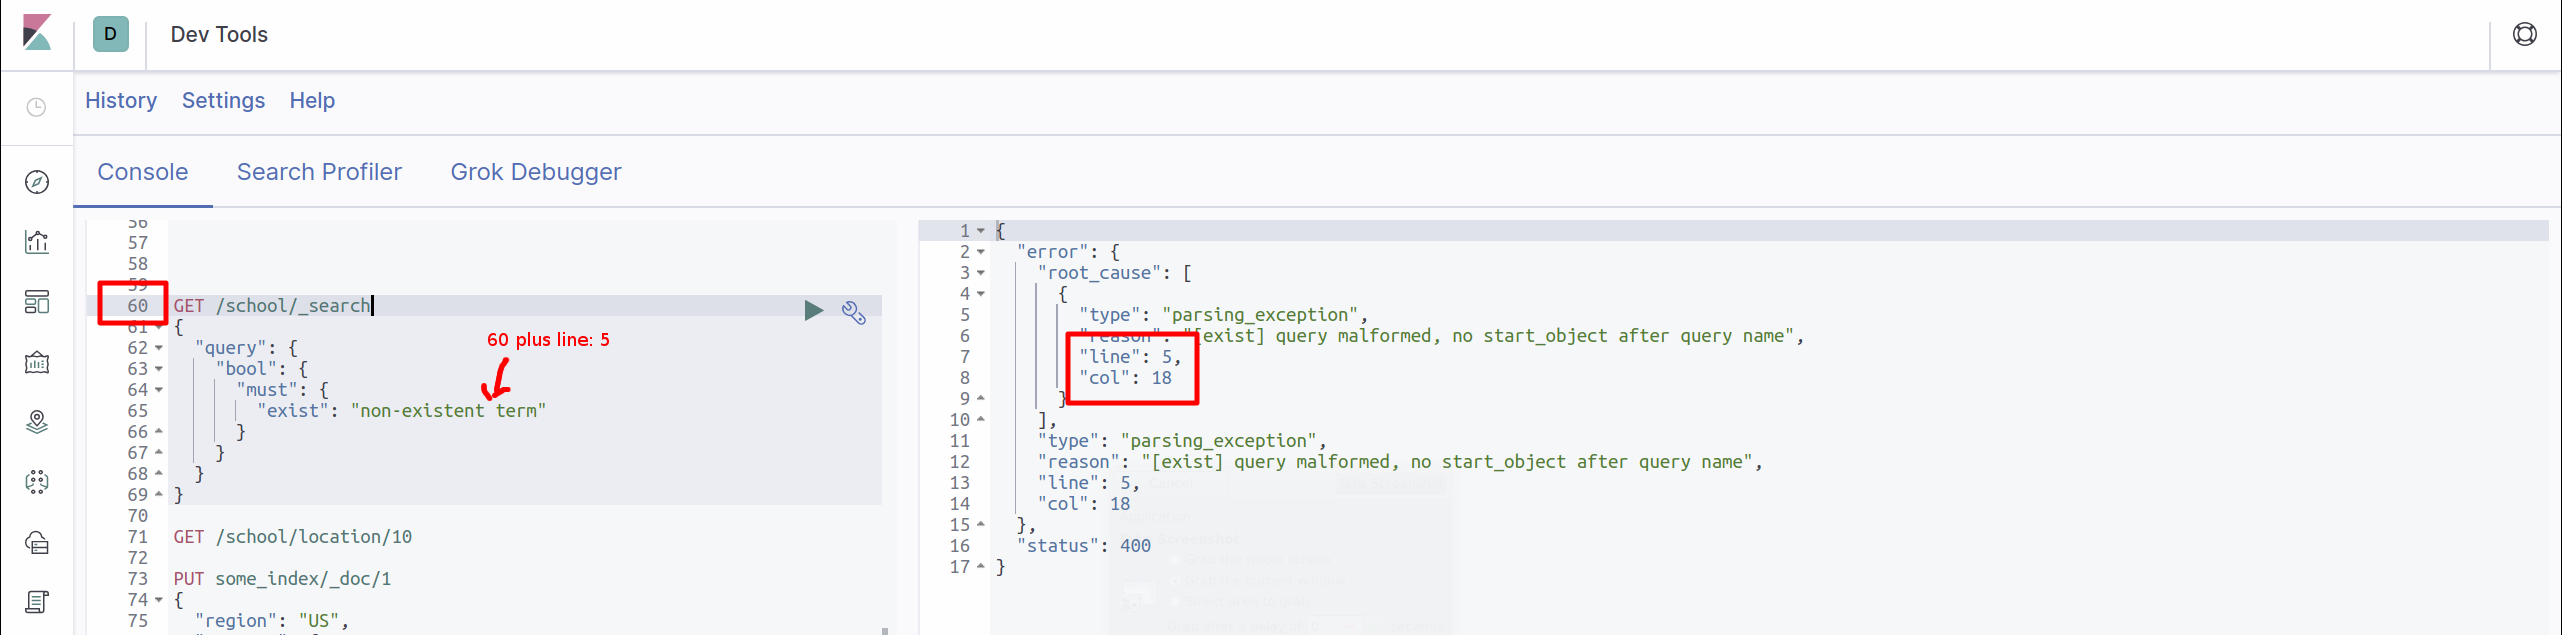 D Dev Tools
History Settings Help
Console Search Profiler Grok Debugger
56
57
58
59
60 GET /school/_search
61 {
60 plus line: 5
62 "query": {
63 "bool": {
64 "must": {
65 "exist": "non-existent term"
66 }
67 }
68 }
69 }
70
71 GET /school/location/10
72
73 PUT some_index/_doc/1
74 {
75 "region": "US",
1 {
2 "error": {
3 "root_cause": [
4 {
5 "type": "parsing_exception",
6 "reason": "[exist] query malformed, no start_object after query name",
7 "line": 5,
8 "col": 18
9 }
10 ],
11 "type": "parsing_exception",
12 "reason": "[exist] query malformed, no start_object after query name",
13 "line": 5,
14 "col": 18
15 },
16 "status": 400
17 }
Cancel
Screenshot